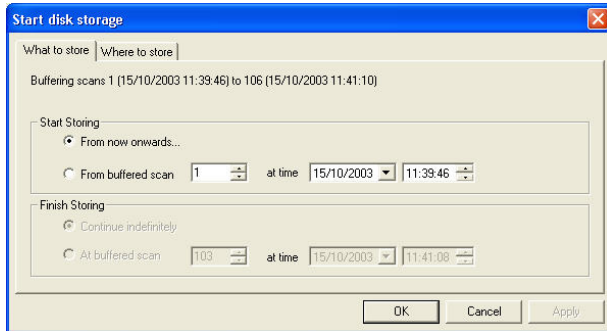 Start disk storage
What to store Where to store
Buffering scans 1 (15/10/2003 11:39:46) to 106 (15/10/2003 11:41:10)
Start Storing
From now onwards...
From buffered scan 1 at time 15/10/2003 11:39:46
Finish Storing
Continue indefinitely
At buffered scan 103 at time 15/10/2003 11:41:08
OK Cancel Apply